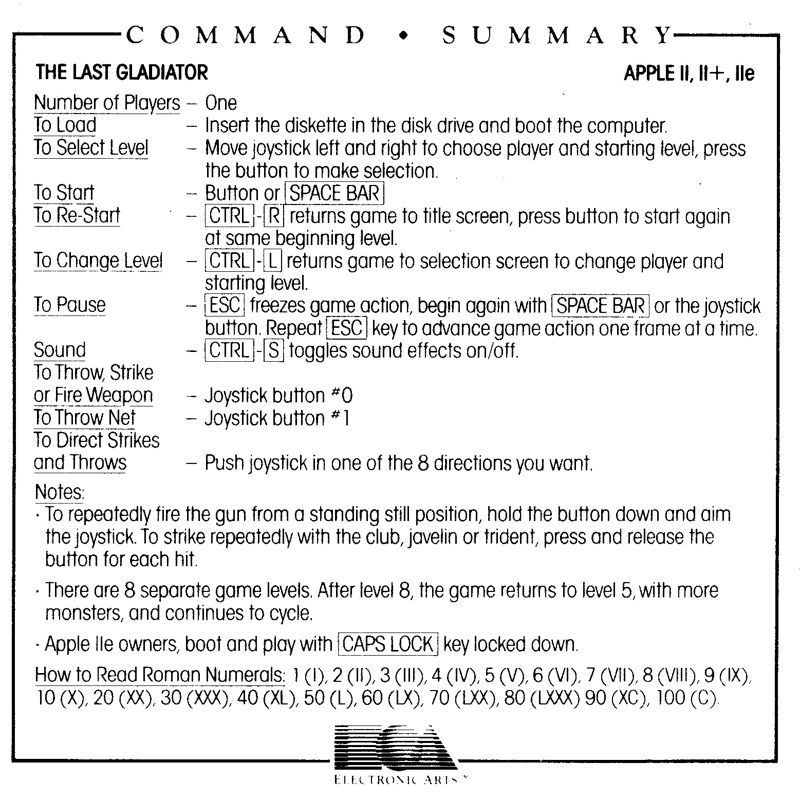 COMMAND • SUMMARY
THE LAST GLADIATOR APPLE II, II+, IIe
Number of Players – One
To Load – Insert the diskette in the disk drive and boot the computer.
To Select Level – Move joystick left and right to choose player and starting level, press
the button to make selection.
To Start – Button or SPACE BAR
To Re-Start – CTRL-R returns game to title screen, press button to start again
at same beginning level.
To Change Level – CTRL-L returns game to selection screen to change player and
starting level.
To Pause – ESC freezes game action, begin again with SPACE BAR or the joystick
button. Repeat ESC key to advance game action one frame at a time.
Sound – CTRL-S toggles sound effects on/off.
To Throw, Strike
or Fire Weapon – Joystick button #0
To Throw Net – Joystick button #1
To Direct Strikes
and Throws – Push joystick in one of the 8 directions you want.
Notes:
· To repeatedly fire the gun from a standing still position, hold the button down and aim
the joystick. To strike repeatedly with the club, javelin or trident, press and release the
button for each hit.
· There are 8 separate game levels. After level 8, the game returns to level 5, with more
monsters, and continues to cycle.
· Apple IIe owners, boot and play with CAPS LOCK key locked down.
How to Read Roman Numerals: 1 (I), 2 (II), 3 (III), 4 (IV), 5 (V), 6 (VI), 7 (VII), 8 (VIII), 9 (IX),
10 (X), 20 (XX), 30 (XXX), 40 (XL), 50 (L), 60 (LX), 70 (LXX), 80 (LXXX) 90 (XC), 100 (C).
ELECTRONIC ARTS™